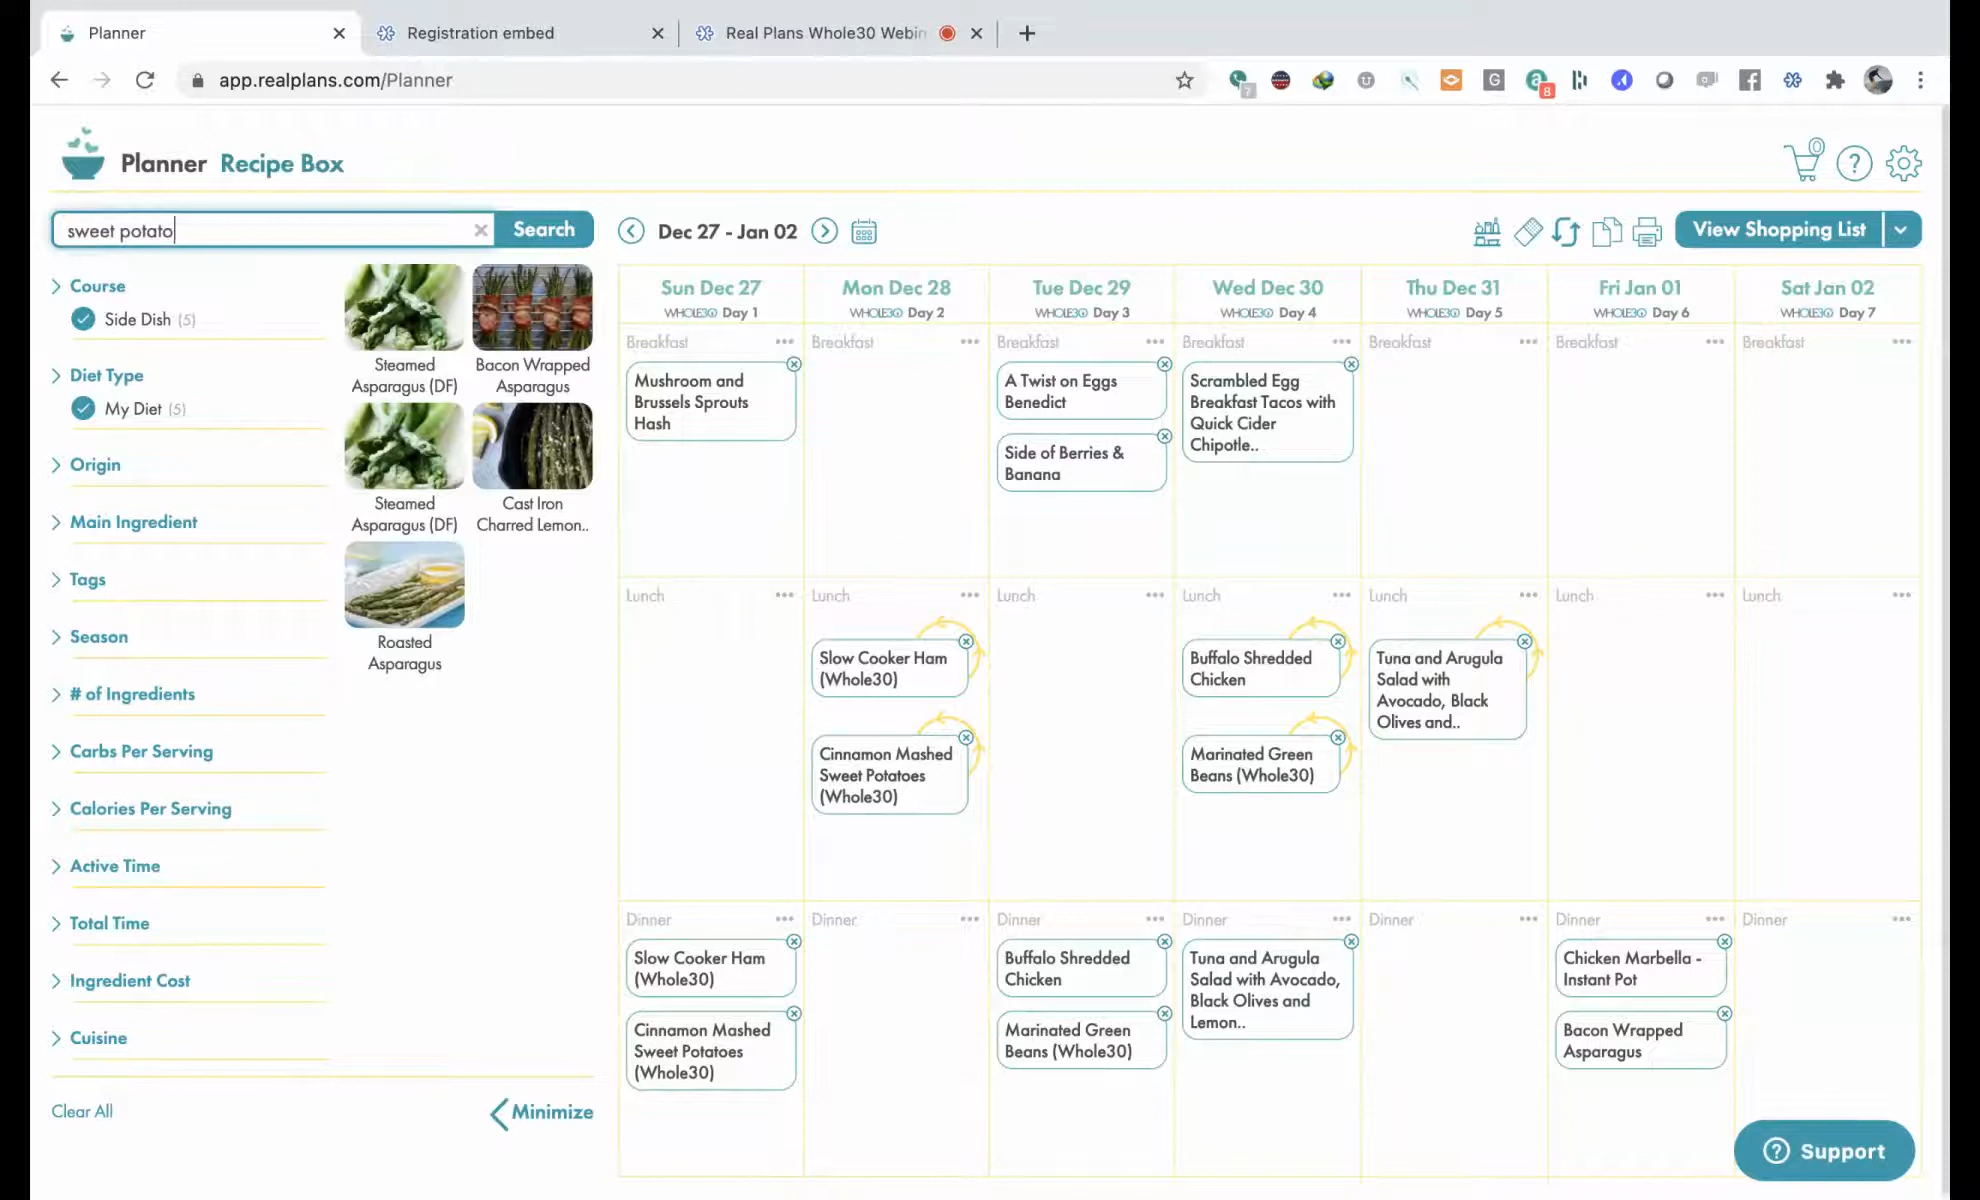 Planner
Registration embed
Real Plans Whole30 Webin
app.realplans.com/Planner
7
G
8
Planner Recipe Box
0
?
sweet potato
Search
Dec 27 - Jan 02
View Shopping List
Course
Side Dish (5)
Diet Type
My Diet (5)
Origin
Main Ingredient
Tags
Season
# of Ingredients
Carbs Per Serving
Calories Per Serving
Active Time
Total Time
Ingredient Cost
Cuisine
Clear All
Minimize
Steamed
Asparagus (DF)
Bacon Wrapped
Asparagus
Steamed
Asparagus (DF)
Cast Iron
Charred Lemon..
Roasted
Asparagus
Sun Dec 27
WHOLE30 Day 1
Mon Dec 28
WHOLE30 Day 2
Tue Dec 29
WHOLE30 Day 3
Wed Dec 30
WHOLE30 Day 4
Thu Dec 31
WHOLE30 Day 5
Fri Jan 01
WHOLE30 Day 6
Sat Jan 02
WHOLE30 Day 7
Breakfast
Mushroom and
Brussels Sprouts
Hash
Breakfast
Breakfast
A Twist on Eggs
Benedict
Side of Berries &
Banana
Breakfast
Scrambled Egg
Breakfast Tacos with
Quick Cider
Chipotle..
Breakfast
Breakfast
Breakfast
Lunch
Lunch
Slow Cooker Ham
(Whole30)
Cinnamon Mashed
Sweet Potatoes
(Whole30)
Lunch
Lunch
Buffalo Shredded
Chicken
Marinated Green
Beans (Whole30)
Lunch
Tuna and Arugula
Salad with
Avocado, Black
Olives and..
Lunch
Lunch
Dinner
Slow Cooker Ham
(Whole30)
Cinnamon Mashed
Sweet Potatoes
(Whole30)
Dinner
Dinner
Buffalo Shredded
Chicken
Marinated Green
Beans (Whole30)
Dinner
Tuna and Arugula
Salad with Avocado,
Black Olives and
Lemon..
Dinner
Dinner
Chicken Marbella -
Instant Pot
Bacon Wrapped
Asparagus
Dinner
? Support